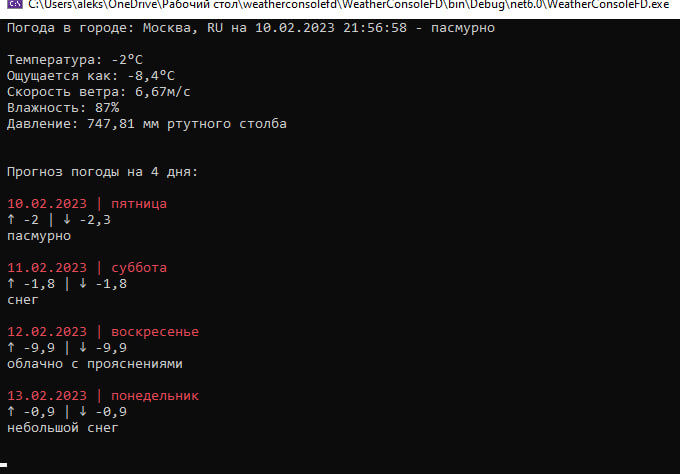 C:\Users\aleks\OneDrive\Рабочий стол\weatherconsolefd\WeatherConsoleFD\bin\Debug\net6.0\WeatherConsoleFD.exe
Погода в городе: Москва, RU на 10.02.2023 21:56:58 - пасмурно
Температура: -2°C
Ощущается как: -8,4°C
Скорость ветра: 6,67м/с
Влажность: 87%
Давление: 747,81 мм ртутного столба
Прогноз погоды на 4 дня:
10.02.2023 | пятница
↑ -2 | ↓ -2,3
пасмурно
11.02.2023 | суббота
↑ -1,8 | ↓ -1,8
снег
12.02.2023 | воскресенье
↑ -9,9 | ↓ -9,9
облачно с прояснениями
13.02.2023 | понедельник
↑ -0,9 | ↓ -0,9
небольшой снег